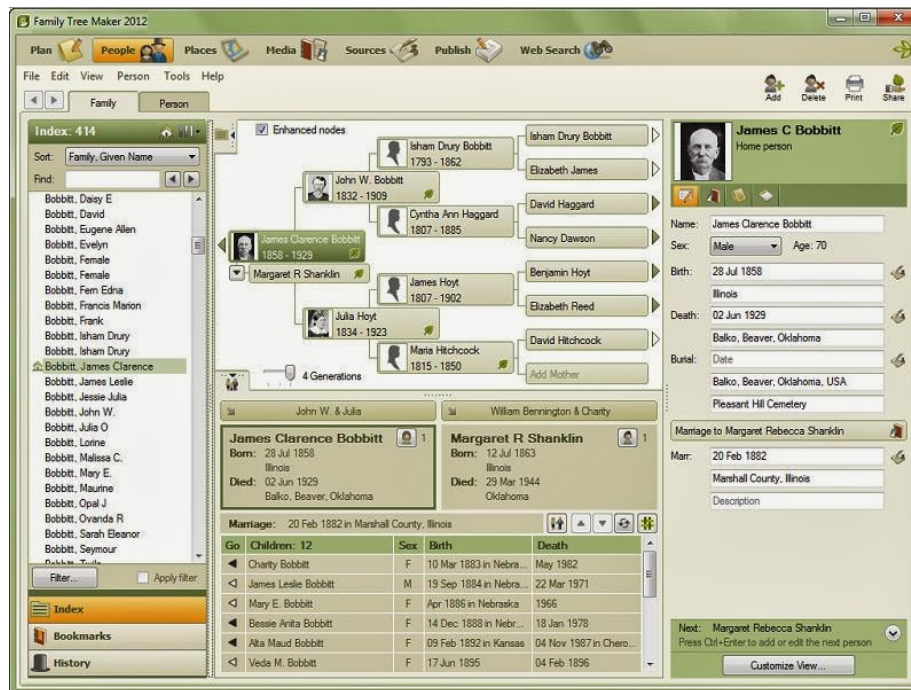 Family Tree Maker 2012
Plan People Places Media Sources Publish Web Search
File Edit View Person Tools Help
Add Delete Print Share
Family Person
Index: 414
Sort: Family, Given Name
Find:
Bobbitt, Daisy E
Bobbitt, David
Bobbitt, Eugene Allen
Bobbitt, Evelyn
Bobbitt, Female
Bobbitt, Female
Bobbitt, Fern Edna
Bobbitt, Francis Marion
Bobbitt, Frank
Bobbitt, Isham Drury
Bobbitt, Isham Drury
Bobbitt, James Clarence
Bobbitt, James Leslie
Bobbitt, Jessie Julia
Bobbitt, John W.
Bobbitt, Julia O
Bobbitt, Lorine
Bobbitt, Malissa C.
Bobbitt, Mary E.
Bobbitt, Maurine
Bobbitt, Opal J
Bobbitt, Ovanda R
Bobbitt, Sarah Eleanor
Bobbitt, Seymour
Filter... Apply filter
Index
Bookmarks
History
Enhanced nodes
James Clarence Bobbitt
1858 - 1929
Margaret R Shanklin
John W. Bobbitt
1832 - 1909
Julia Hoyt
1834 - 1923
Isham Drury Bobbitt
1793 - 1862
Cyntha Ann Haggard
1807 - 1885
James Hoyt
1807 - 1902
Maria Hitchcock
1815 - 1850
Isham Drury Bobbitt
Elizabeth James
David Haggard
Nancy Dawson
Benjamin Hoyt
Elizabeth Reed
David Hitchcock
Add Mother
4 Generations
John W. & Julia
William Bennington & Charity
James Clarence Bobbitt 1
Born: 28 Jul 1858
Illinois
Died: 02 Jun 1929
Balko, Beaver, Oklahoma
Margaret R Shanklin 1
Born: 12 Jul 1863
Illinois
Died: 29 Mar 1944
Oklahoma
Marriage: 20 Feb 1882 in Marshall County, Illinois
Go Children: 12 Sex Birth Death
Charity Bobbitt F 10 Mar 1883 in Nebra... May 1982
James Leslie Bobbitt M 19 Sep 1884 in Nebra... 22 Mar 1971
Mary E. Bobbitt F Apr 1886 in Nebraska 1966
Bessie Anita Bobbitt F 14 Dec 1888 in Nebr... 18 Jan 1978
Alta Maud Bobbitt F 09 Feb 1892 in Kansas 04 Nov 1987 in Chero...
Veda M. Bobbitt F 17 Jun 1895 04 Feb 1896
James C Bobbitt
Home person
Name: James Clarence Bobbitt
Sex: Male Age: 70
Birth: 28 Jul 1858
Illinois
Death: 02 Jun 1929
Balko, Beaver, Oklahoma
Burial: Date
Balko, Beaver, Oklahoma, USA
Pleasant Hill Cemetery
Marriage to Margaret Rebecca Shanklin
Marr: 20 Feb 1882
Marshall County, Illinois
Description
Next: Margaret Rebecca Shanklin
Press Ctrl+Enter to add or edit the next person
Customize View...